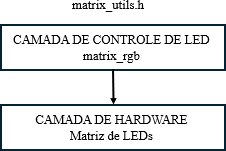 matrix_utils.h
CAMADA DE CONTROLE DE LED
matrix_rgb
CAMADA DE HARDWARE
Matriz de LEDs